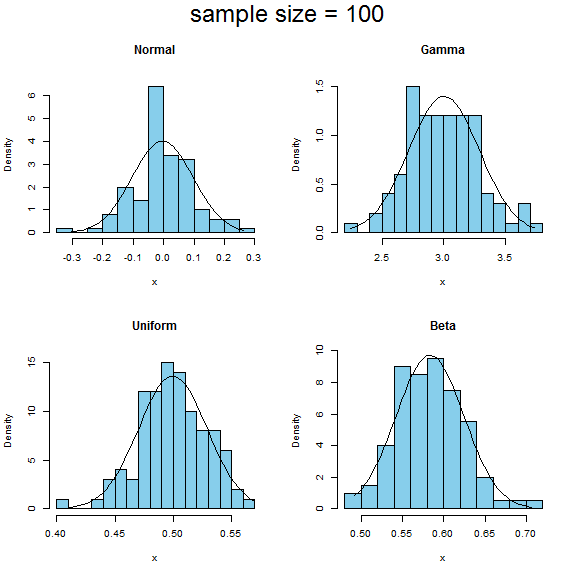 sample size = 100
Normal
Density
0 1 2 3 4 5 6
-0.3 -0.2 -0.1 0.0 0.1 0.2 0.3
x
Gamma
Density
0.0 0.5 1.0 1.5
2.5 3.0 3.5
x
Uniform
Density
0 5 10 15
0.40 0.45 0.50 0.55
x
Beta
Density
0 2 4 6 8 10
0.50 0.55 0.60 0.65 0.70
x